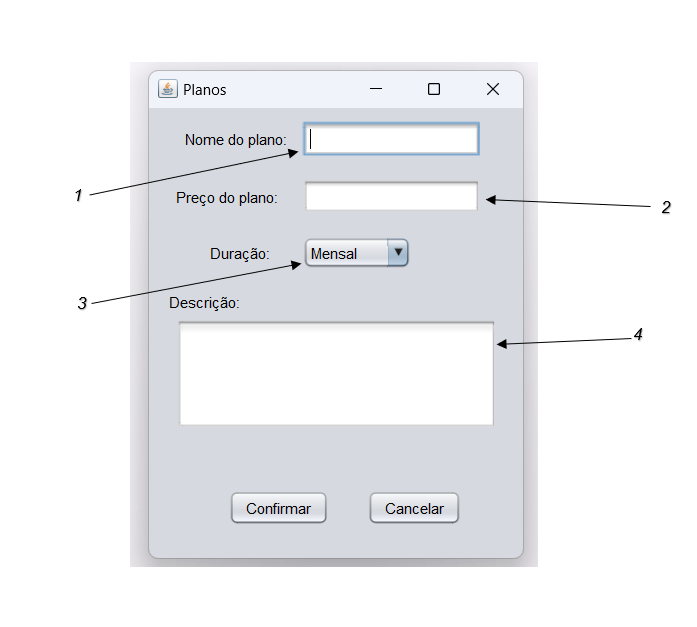 Planos
Nome do plano:
1
Preço do plano:
2
Duração:
Mensal
3
Descrição:
4
Confirmar
Cancelar